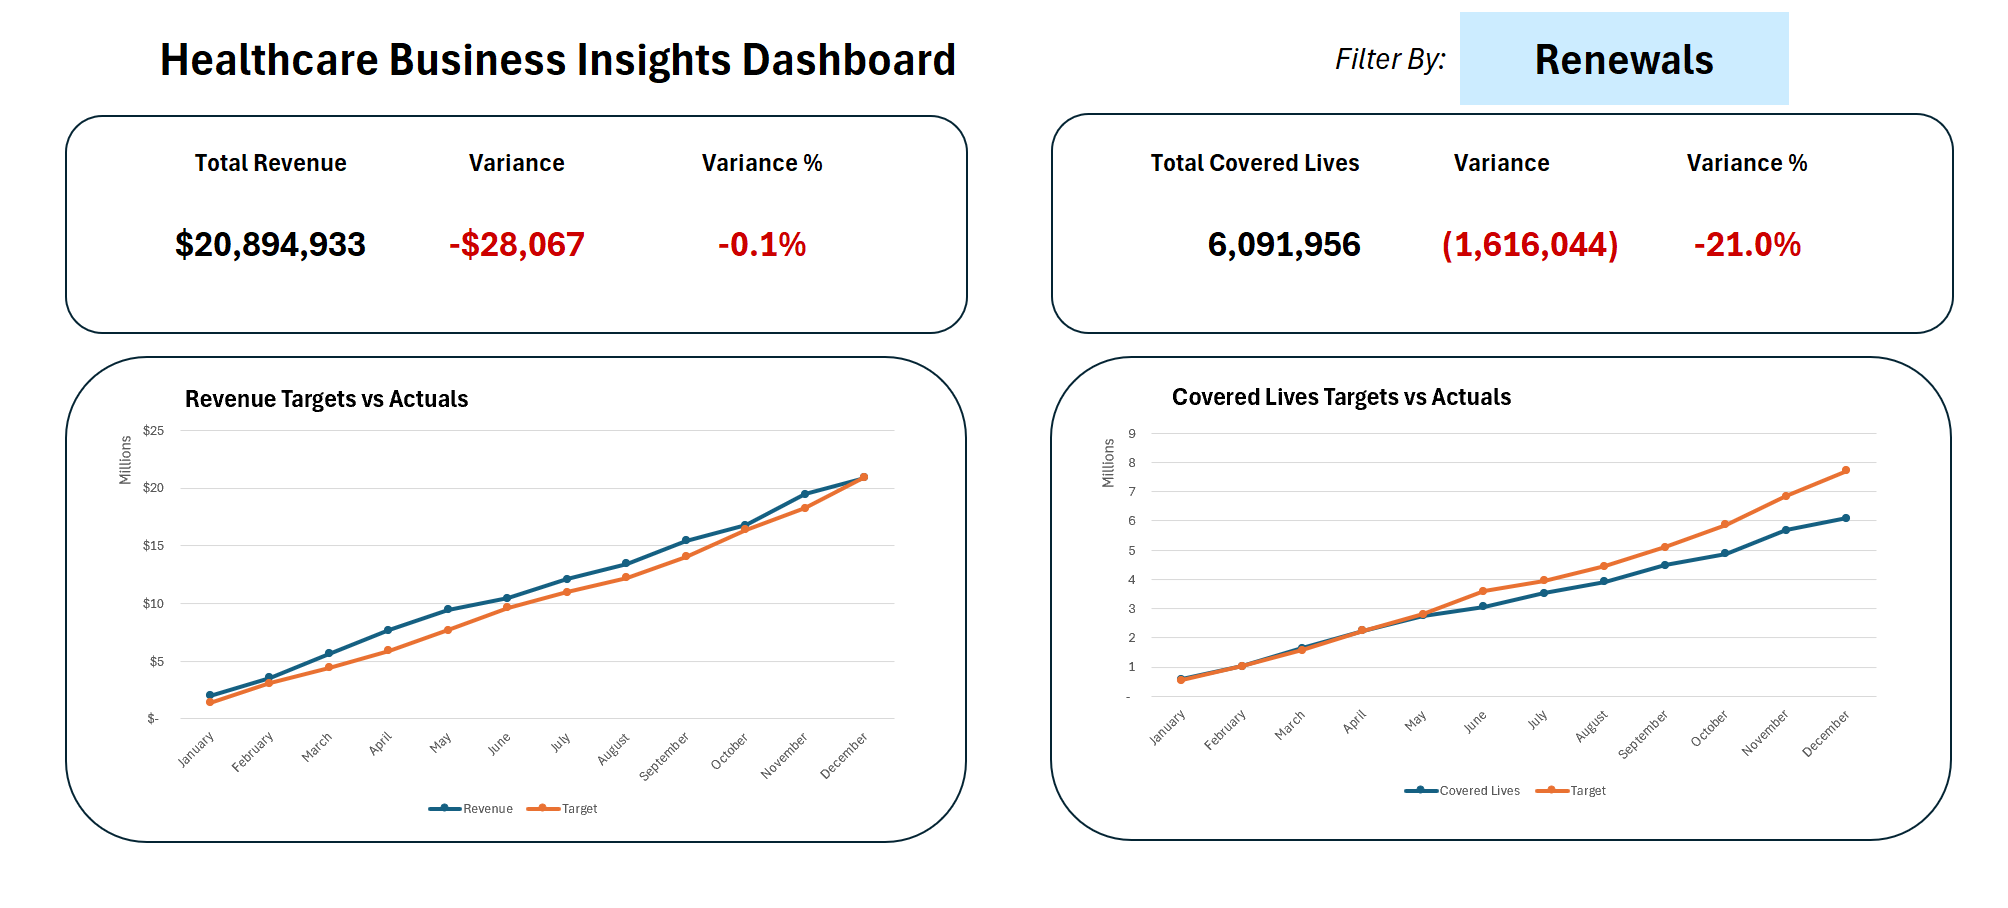 Healthcare Business Insights Dashboard
Filter By:
Renewals
Total Revenue
Variance
Variance %
$20,894,933
-$28,067
-0.1%
Total Covered Lives
Variance
Variance %
6,091,956
(1,616,044)
-21.0%
Revenue Targets vs Actuals
Millions
$25
$20
$15
$10
$5
$-
January
February
March
April
May
June
July
August
September
October
November
December
Revenue
Target
Covered Lives Targets vs Actuals
Millions
9
8
7
6
5
4
3
2
1
-
January
February
March
April
May
June
July
August
September
October
November
December
Covered Lives
Target